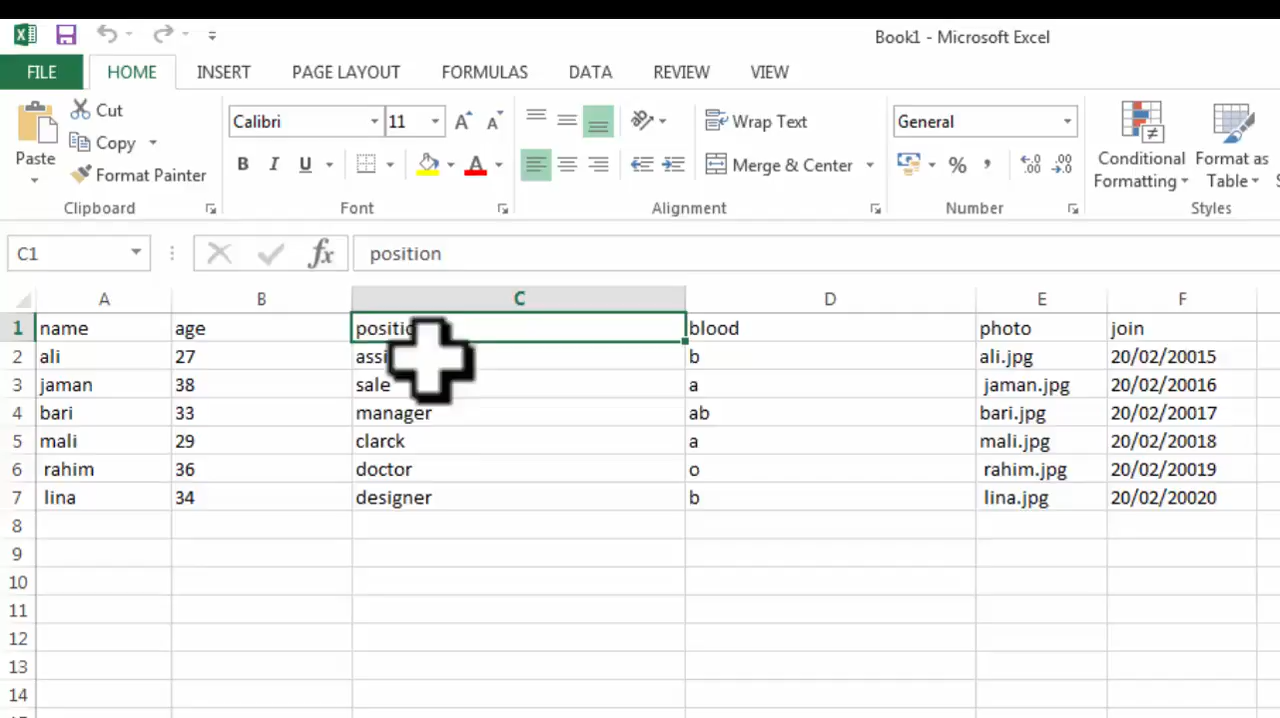 Book1 - Microsoft Excel
FILE HOME INSERT PAGE LAYOUT FORMULAS DATA REVIEW VIEW
Cut
Copy
Format Painter
Paste
Clipboard
Calibri 11
B I U A
Font
Wrap Text
Merge & Center
Alignment
General
% ,
Number
Conditional Formatting
Format as Table
Styles
C1 fx position
A B C D E F
1 name age blood photo join
2 ali 27 b ali.jpg 20/02/20015
3 jaman 38 sale a jaman.jpg 20/02/20016
4 bari 33 manager ab bari.jpg 20/02/20017
5 mali 29 clarck a mali.jpg 20/02/20018
6 rahim 36 doctor o rahim.jpg 20/02/20019
7 lina 34 designer b lina.jpg 20/02/20020
8
9
10
11
12
13
14